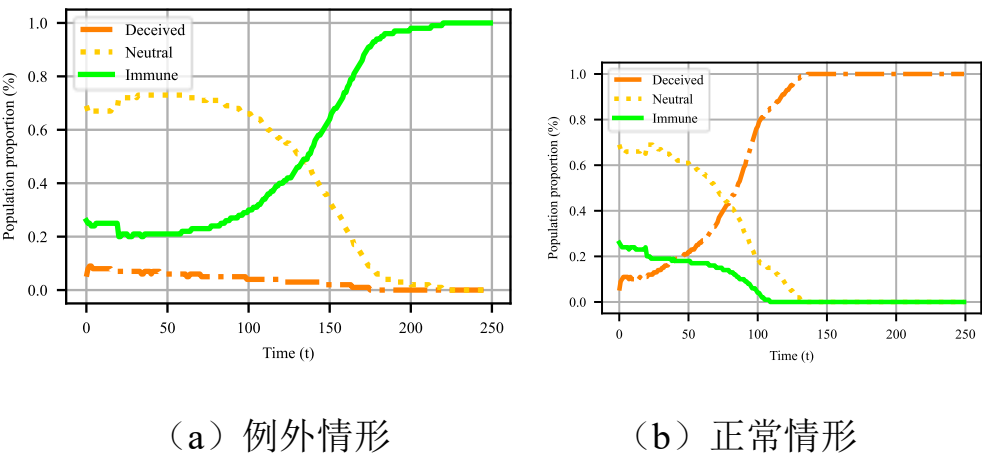 1.0
0.8
0.6
0.4
0.2
0.0
Population proportion (%)
Deceived
Neutral
Immune
0 50 100 150 200 250
Time (t)
(a)例外情形
1.0
0.8
0.6
0.4
0.2
0.0
Population proportion (%)
Deceived
Neutral
Immune
0 50 100 150 200 250
Time (t)
(b)正常情形